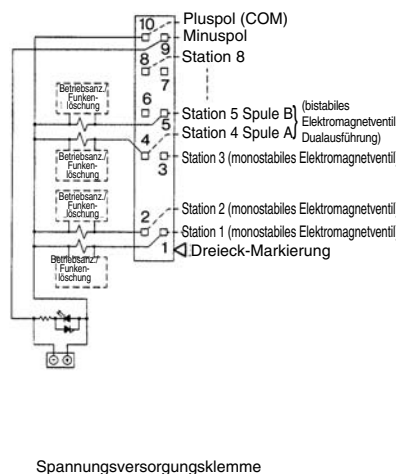 10
Pluspol (COM)
9
Minuspol
8
Station 8
7
Betriebsanz./
Funken-
löschung
6
5
Station 5 Spule B
(bistabiles
Elektromagnetventil
Dualausführung)
4
Station 4 Spule A
Betriebsanz./
Funken-
löschung
3
Station 3 (monostabiles Elektromagnetventil
Betriebsanz./
Funken-
löschung
2
Station 2 (monostabiles Elektromagnetventil
Station 1 (monostabiles Elektromagnetventil
1
Dreieck-Markierung
Betriebsanz./
Funken-
löschung
Spannungsversorgungsklemme